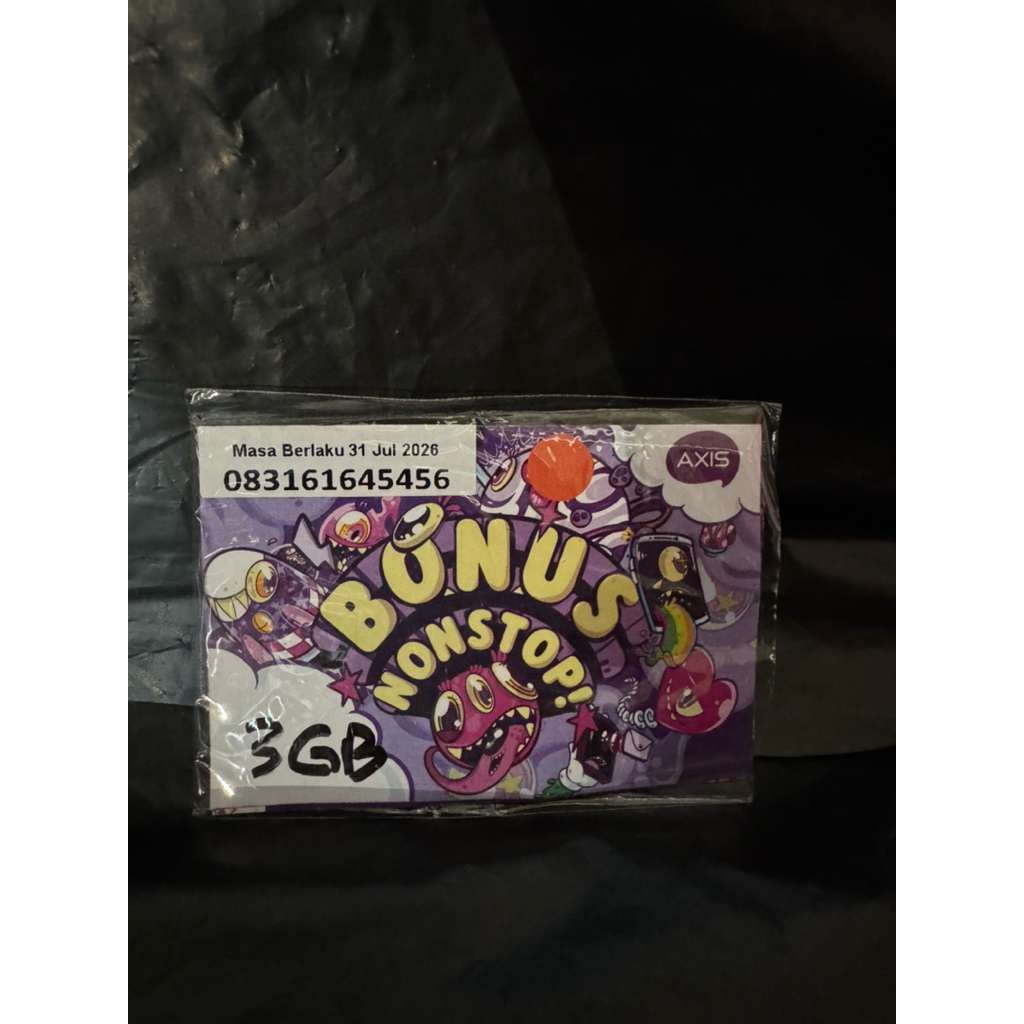 Masa Berlaku 31 Jul 2026
083161645456
AXIS
BONUS
NONSTOP!
3GB